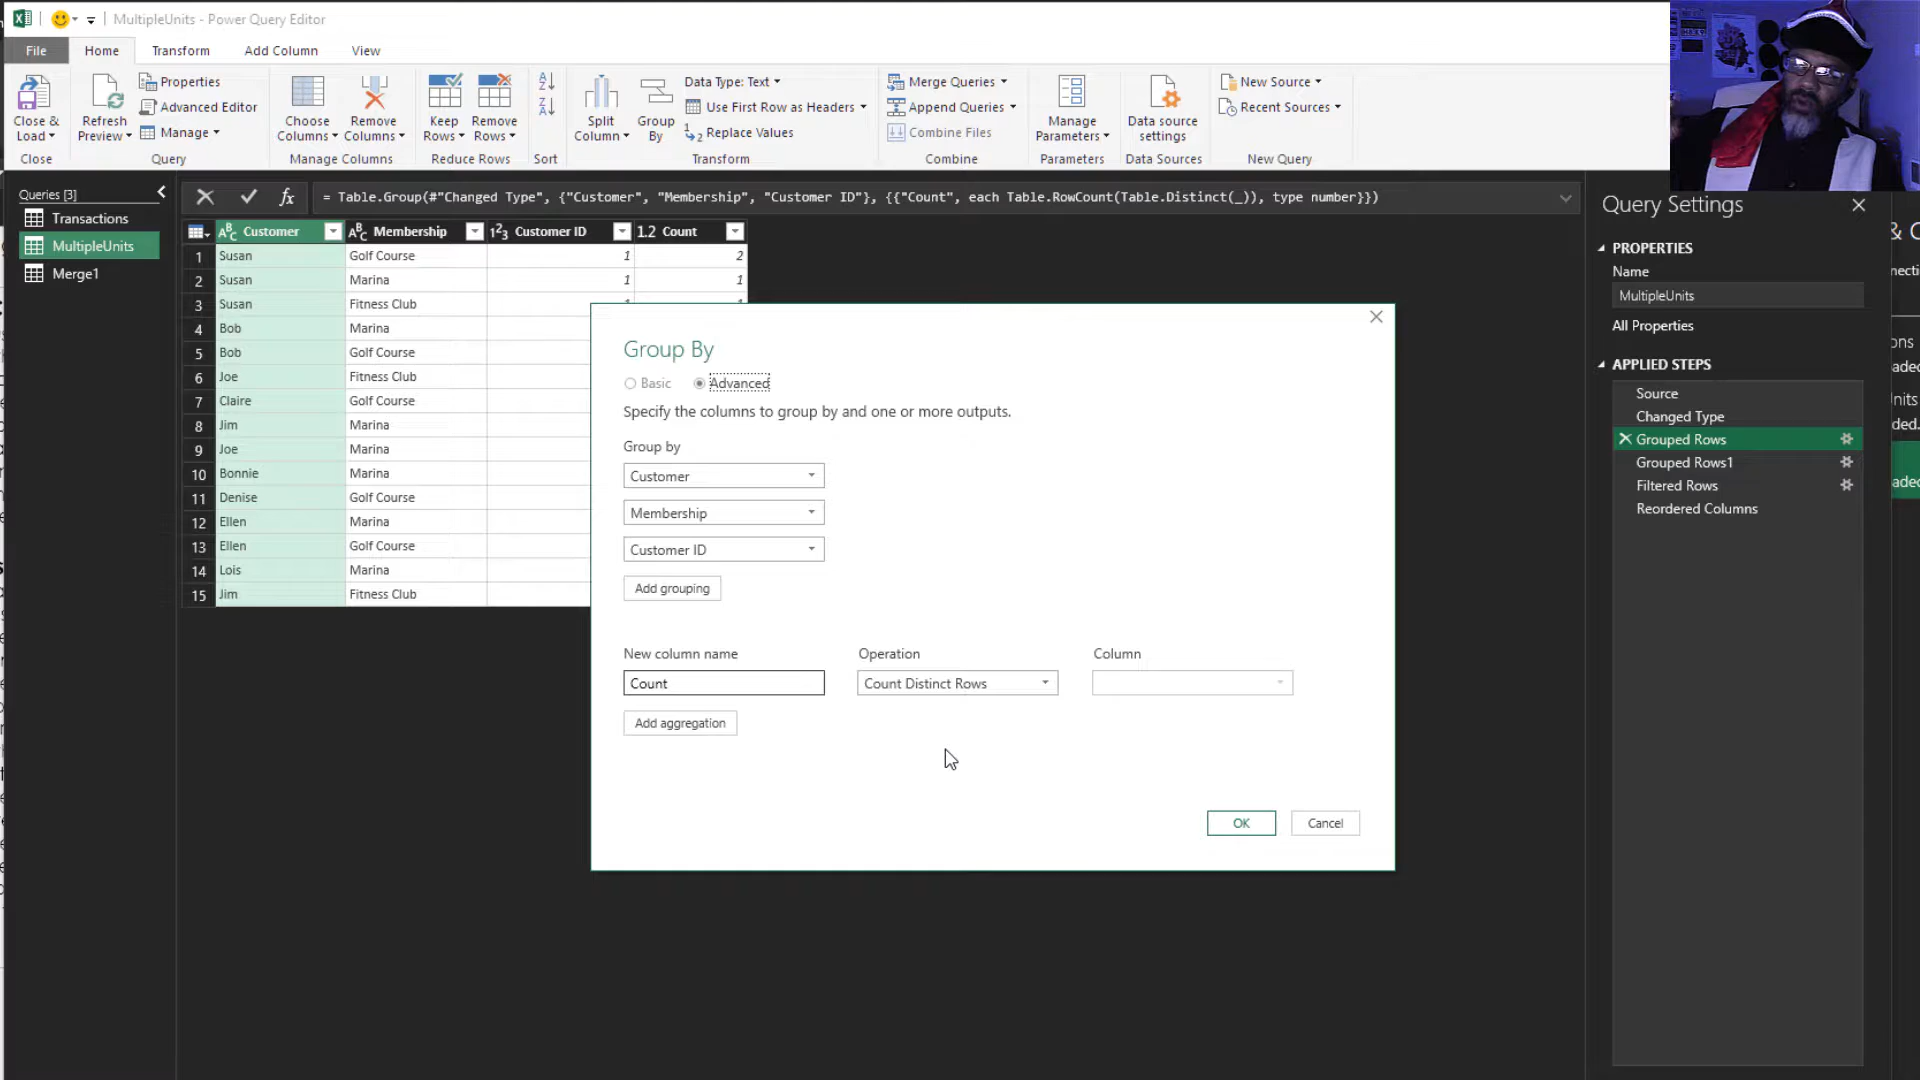 MultipleUnits - Power Query Editor
File
Home
Transform
Add Column
View
Close & Load
Refresh Preview
Properties
Advanced Editor
Manage
Choose Columns
Remove Columns
Keep Rows
Remove Rows
Split Column
Group By
Data Type: Text
Use First Row as Headers
Replace Values
Merge Queries
Append Queries
Combine Files
Manage Parameters
Data source settings
New Source
Recent Sources
Close
Query
Manage Columns
Reduce Rows
Sort
Transform
Combine
Parameters
Data Sources
New Query
Queries [3]
Transactions
MultipleUnits
Merge1
fx
= Table.Group(#"Changed Type", {"Customer", "Membership", "Customer ID"}, {{"Count", each Table.RowCount(Table.Distinct(_)), type number}})
ABC Customer ABC Membership 123 Customer ID 1.2 Count
1 Susan Golf Course 1 2
2 Susan Marina 1 1
3 Susan Fitness Club
4 Bob Marina
5 Bob Golf Course
6 Joe Fitness Club
7 Claire Golf Course
8 Jim Marina
9 Joe Marina
10 Bonnie Marina
11 Denise Golf Course
12 Ellen Marina
13 Ellen Golf Course
14 Lois Marina
15 Jim Fitness Club
Group By
Basic
Advanced
Specify the columns to group by and one or more outputs.
Group by
Customer
Membership
Customer ID
Add grouping
New column name Operation Column
Count Count Distinct Rows
Add aggregation
OK
Cancel
Query Settings
PROPERTIES
Name
MultipleUnits
All Properties
APPLIED STEPS
Source
Changed Type
Grouped Rows
Grouped Rows1
Filtered Rows
Reordered Columns